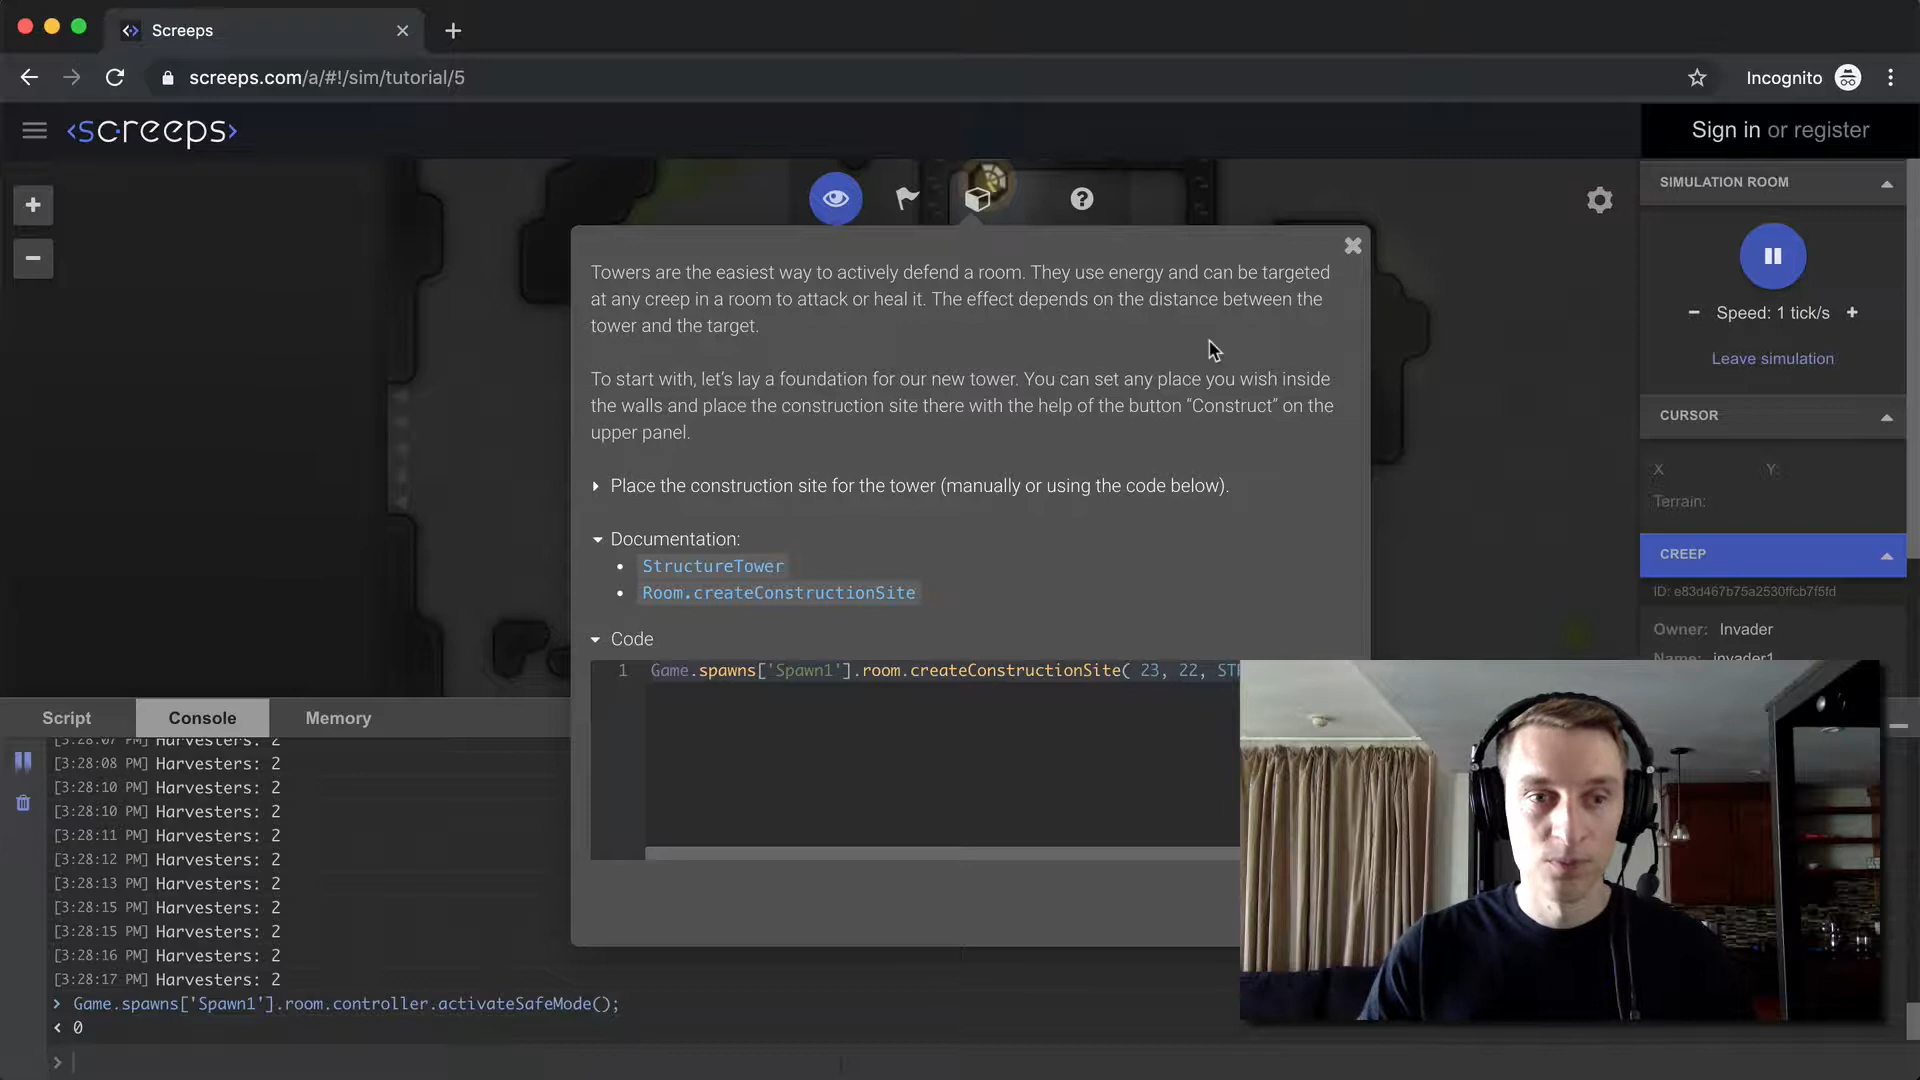 Screeps
screeps.com/a/#!/sim/tutorial/5
Incognito
<screeps>
Sign in or register
SIMULATION ROOM
Speed: 1 tick/s
Leave simulation
CURSOR
X Y:
Terrain:
CREEP
ID: e83d467b75a2530ffcb7f5fd
Owner: Invader
Name: invader1
Towers are the easiest way to actively defend a room. They use energy and can be targeted
at any creep in a room to attack or heal it. The effect depends on the distance between the
tower and the target.
To start with, let's lay a foundation for our new tower. You can set any place you wish inside
the walls and place the construction site there with the help of the button "Construct" on the
upper panel.
Place the construction site for the tower (manually or using the code below).
Documentation:
StructureTower
Room.createConstructionSite
Code
1 Game.spawns['Spawn1'].room.createConstructionSite( 23, 22, ST
Script Console Memory
[3:28:07 PM] Harvesters: 2
[3:28:08 PM] Harvesters: 2
[3:28:10 PM] Harvesters: 2
[3:28:10 PM] Harvesters: 2
[3:28:11 PM] Harvesters: 2
[3:28:12 PM] Harvesters: 2
[3:28:13 PM] Harvesters: 2
[3:28:15 PM] Harvesters: 2
[3:28:15 PM] Harvesters: 2
[3:28:16 PM] Harvesters: 2
[3:28:17 PM] Harvesters: 2
> Game.spawns['Spawn1'].room.controller.activateSafeMode();
< 0
>